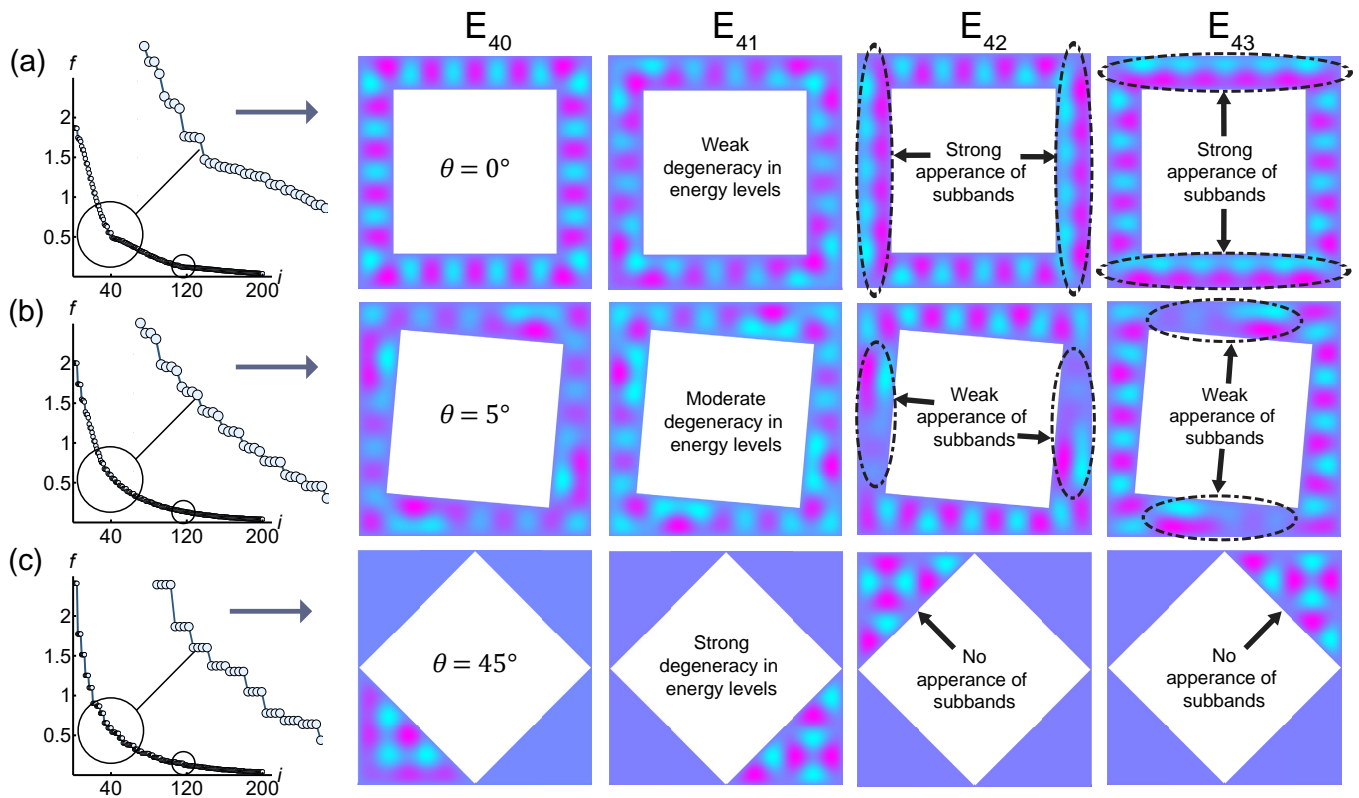 E40 E41 E42 E43
(a)
f
2
1.5
1
0.5
40 120 200 i
θ = 0°
Weak
degeneracy in
energy levels
Strong
apperance of
subbands
Strong
apperance of
subbands
(b)
f
2
1.5
1
0.5
40 120 200 i
θ = 5°
Moderate
degeneracy in
energy levels
Weak
apperance of
subbands
Weak
apperance of
subbands
(c)
f
2
1.5
1
0.5
40 120 200 i
θ = 45°
Strong
degeneracy in
energy levels
No
apperance of
subbands
No
apperance of
subbands